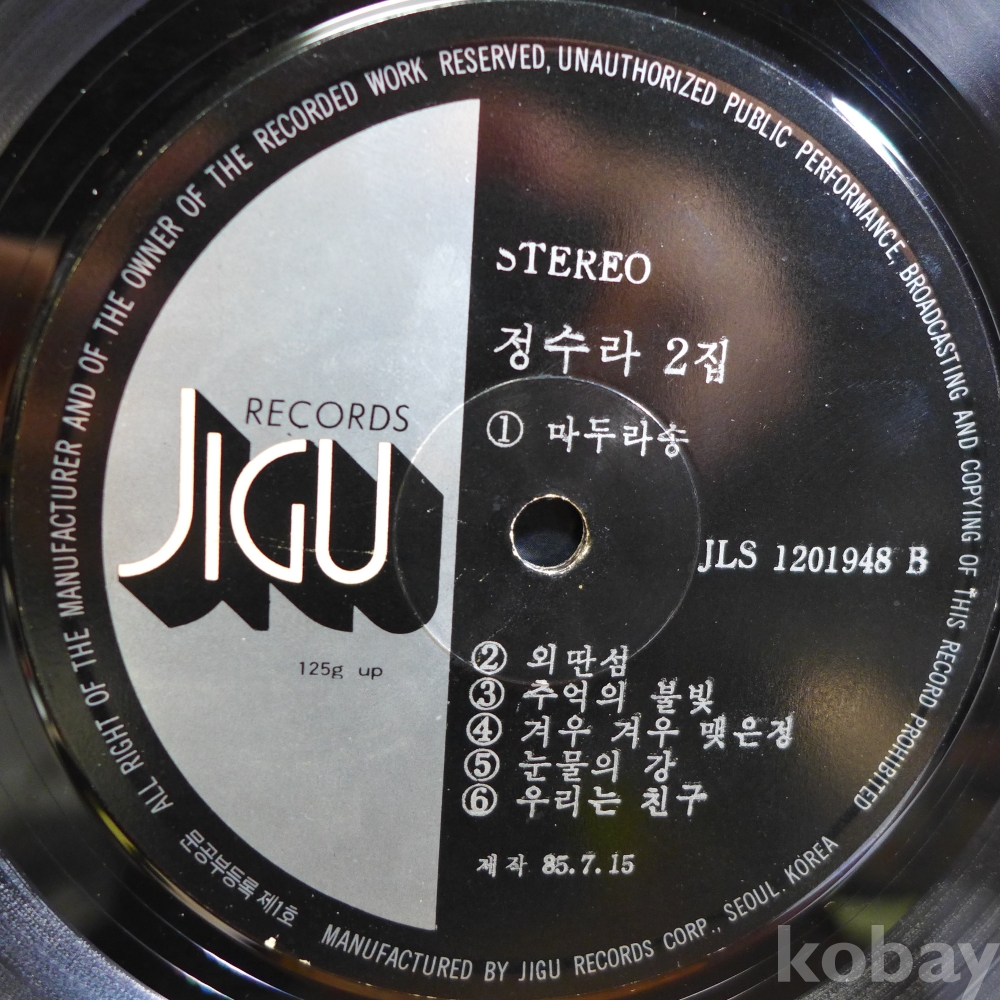 ALL RIGHT OF THE MANUFACTURER AND OF THE OWNER OF THE RECORDED WORK RESERVED, UNAUTHORIZED PUBLIC PERFORMANCE, BROADCASTING AND COPYING OF THIS RECORD PROHIBITED
STEREO
정수라 2집
① 마두라송
RECORDS
JIGU
JLS 1201948 B
125g up
② 외딴섬
③ 추억의 불빛
④ 겨우 겨우 맺은정
⑤ 눈물의 강
⑥ 우리는 친구
제작 85.7.15
문공부등록 제1호
MANUFACTURED BY JIGU RECORDS CORP., SEOUL. KOREA
kobay